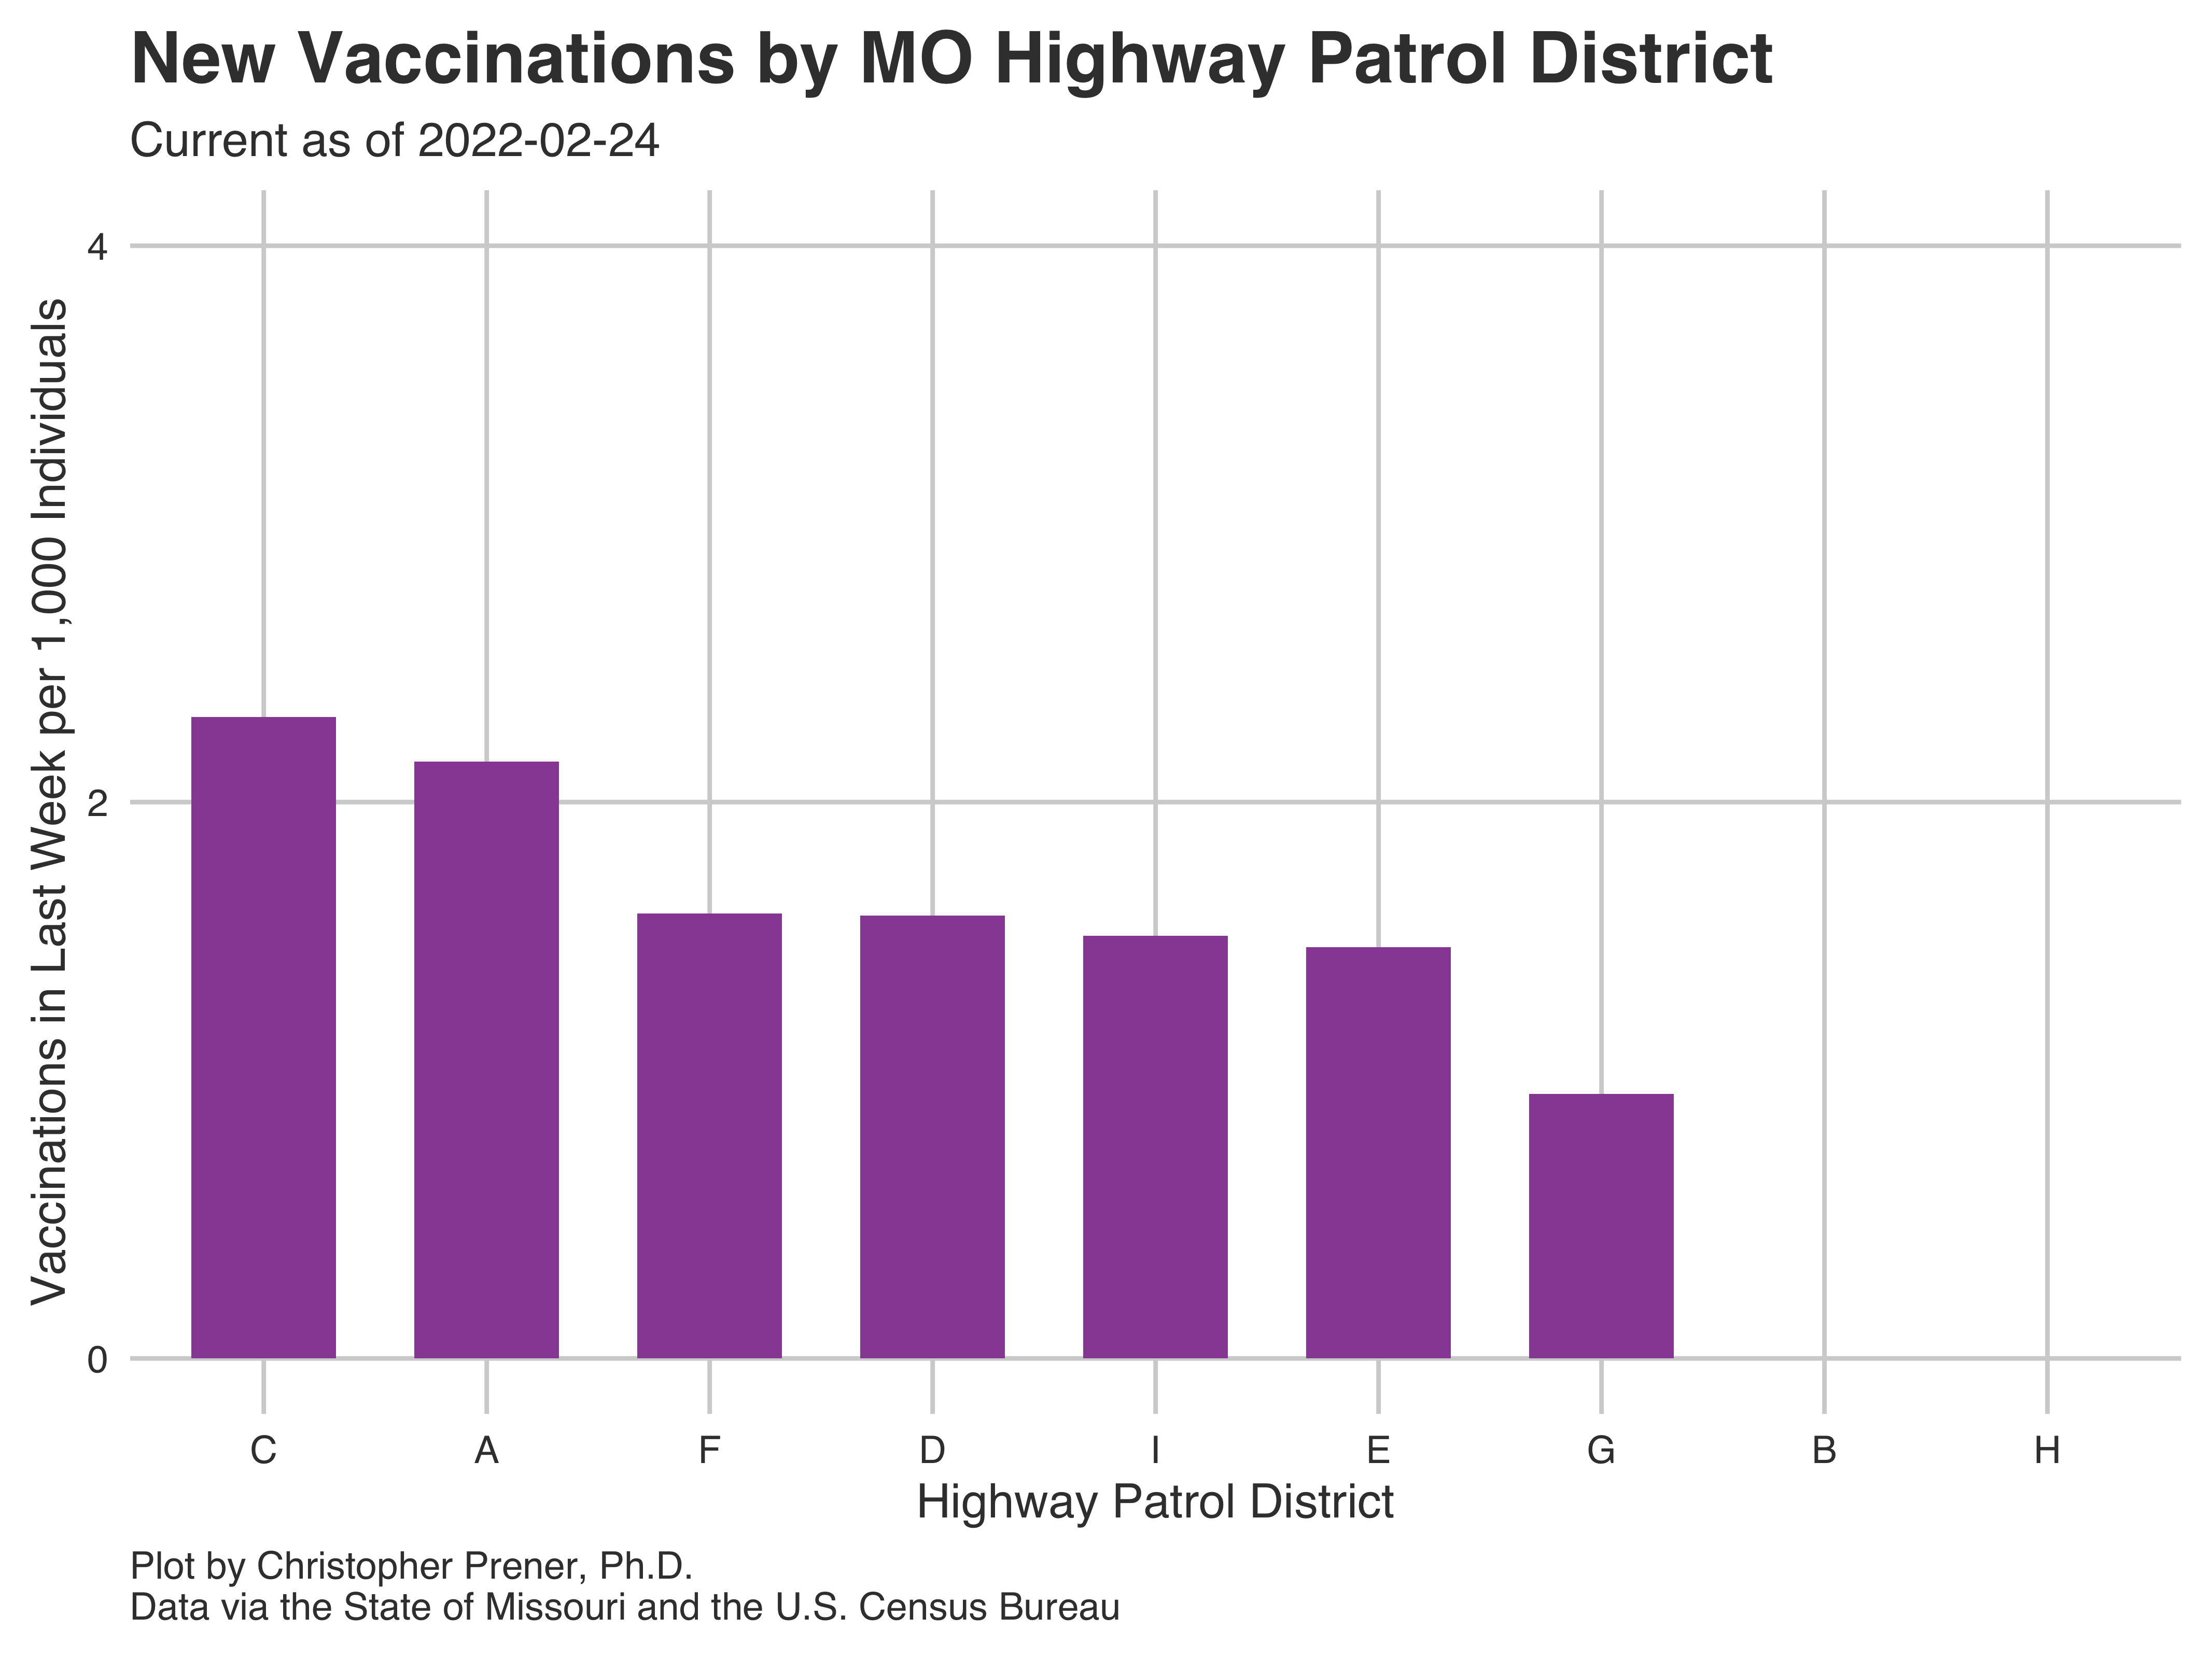 New Vaccinations by MO Highway Patrol District
Current as of 2022-02-24
Vaccinations in Last Week per 1,000 Individuals
4
2
0
C A F D I E G B H
Highway Patrol District
Plot by Christopher Prener, Ph.D.
Data via the State of Missouri and the U.S. Census Bureau